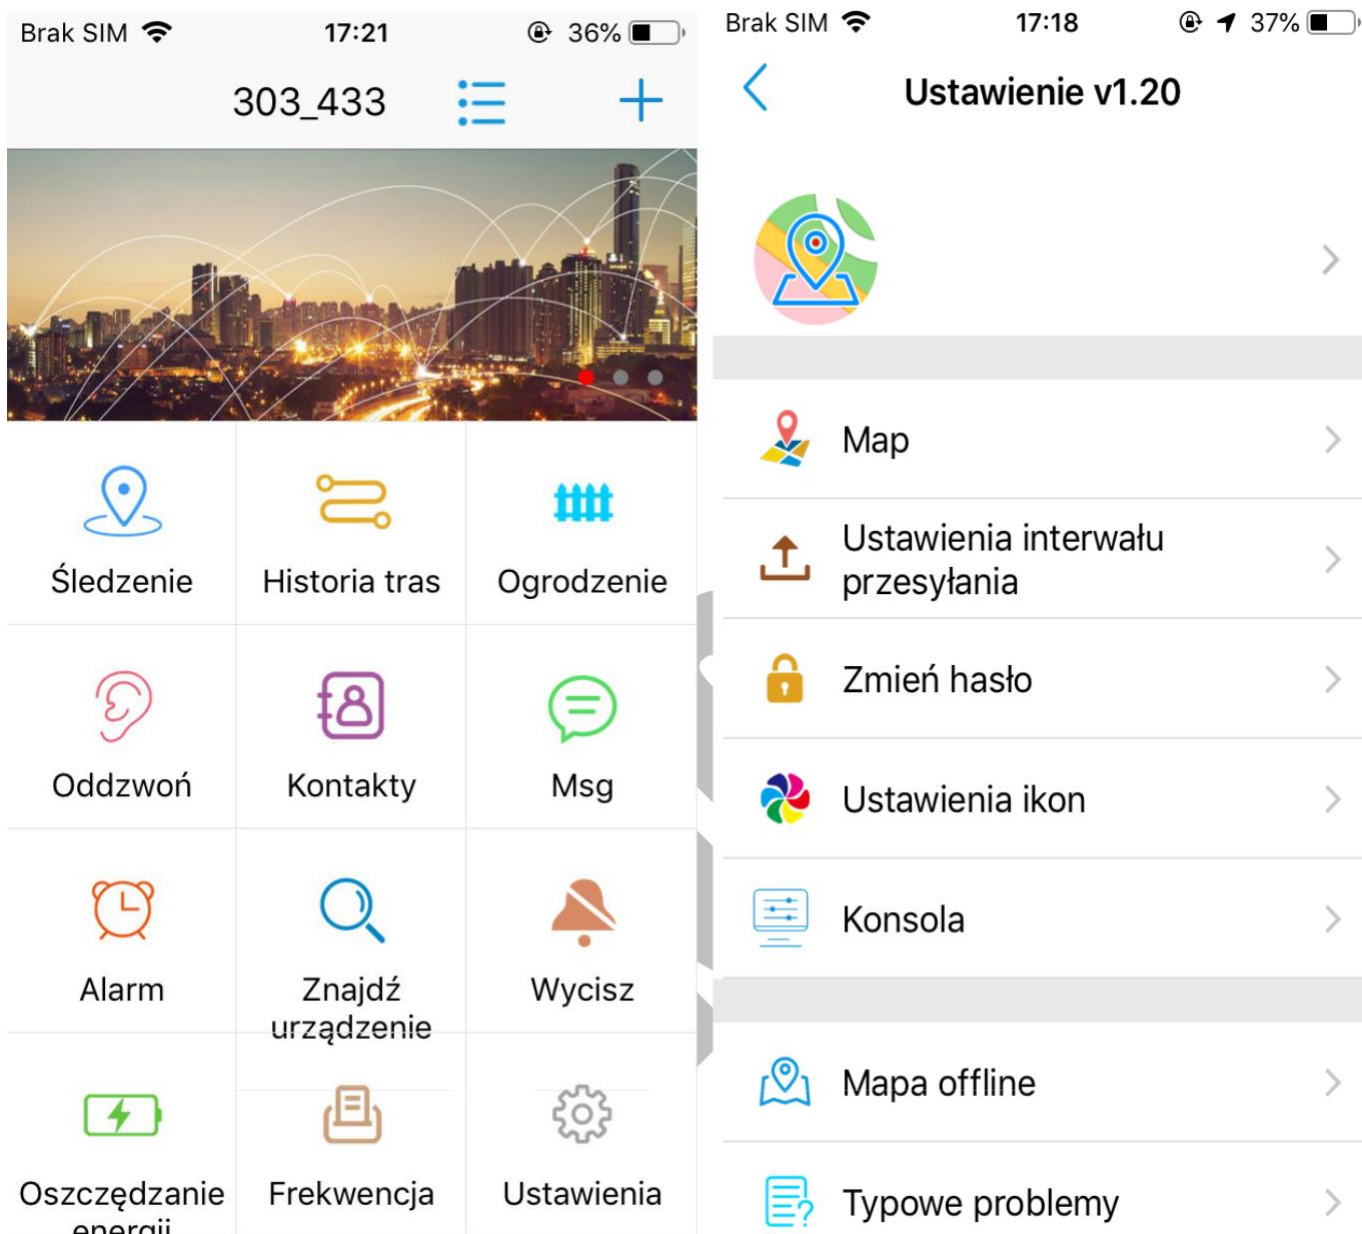 Brak SIM 17:21 36%
303_433
Śledzenie Historia tras Ogrodzenie
Oddzwoń Kontakty Msg
Alarm Znajdź Wycisz
urządzenie
Oszczędzanie Frekwencja Ustawienia
energii
Brak SIM 17:18 37%
Ustawienie v1.20
Map
Ustawienia interwału
przesyłania
Zmień hasło
Ustawienia ikon
Konsola
Mapa offline
Typowe problemy